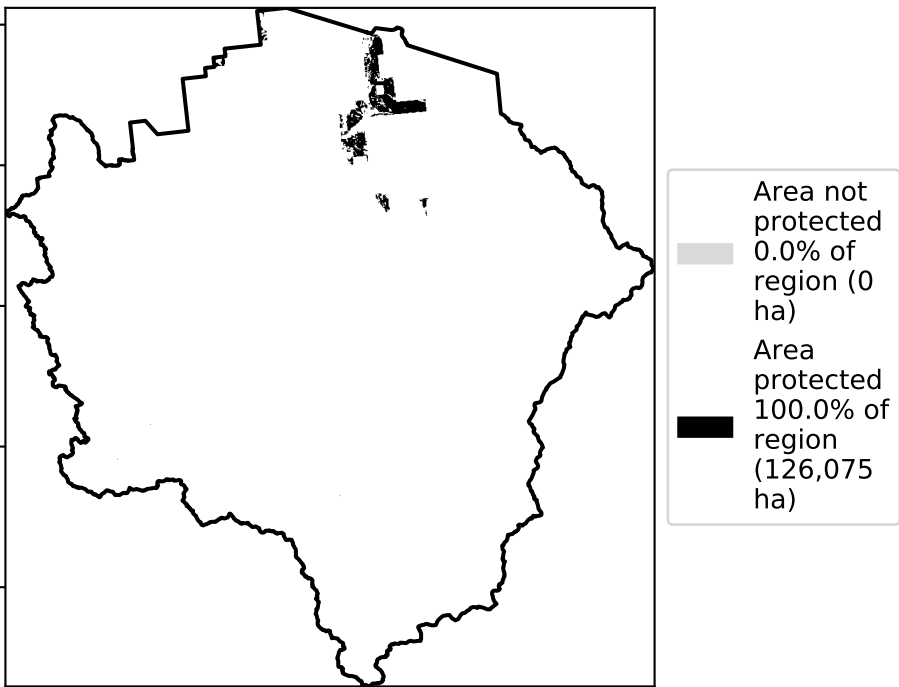 Area not
protected
0.0% of
region (0
ha)
Area
protected
100.0% of
region
(126,075
ha)